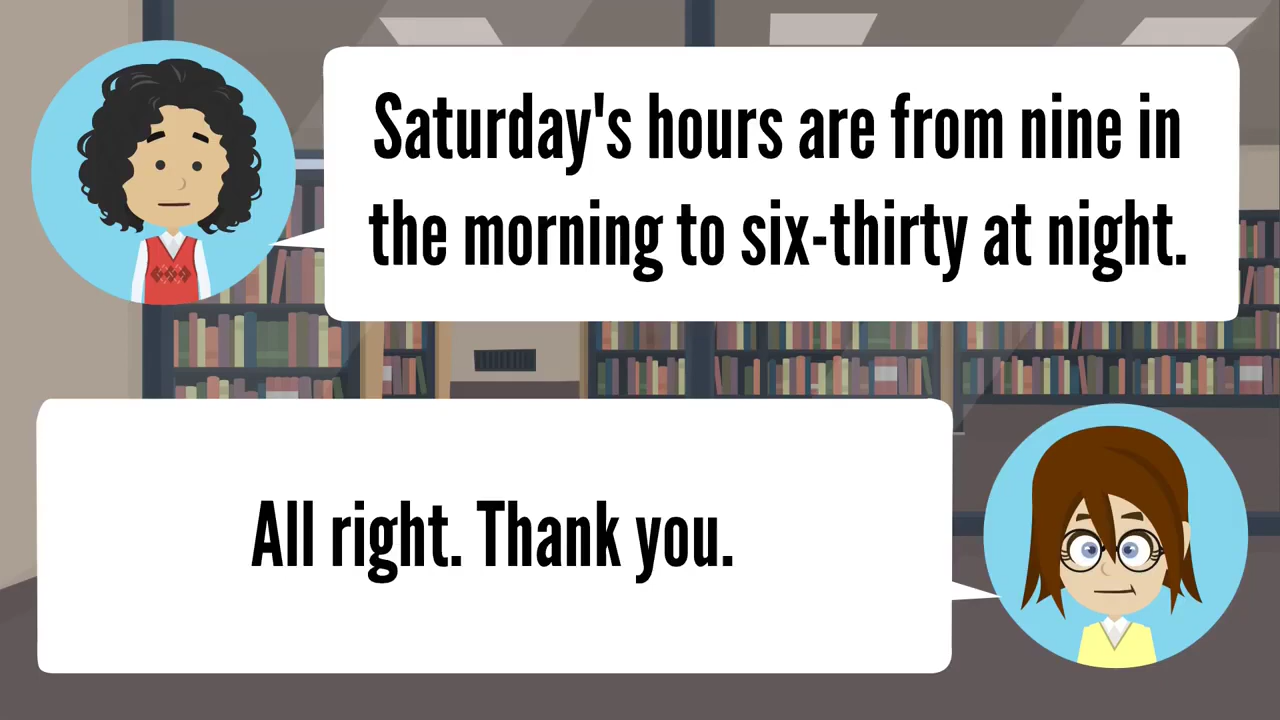 Saturday's hours are from nine in
the morning to six-thirty at night.
All right. Thank you.